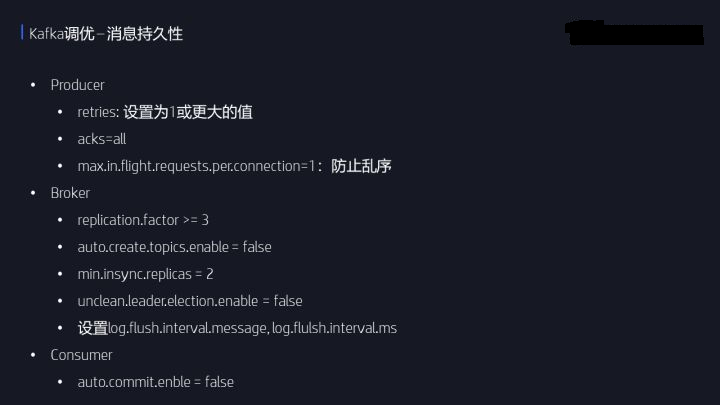 Kafka调优 – 消息持久性
• Producer
• retries: 设置为1或更大的值
• acks=all
• max.in.flight.requests.per.connection=1：防止乱序
• Broker
• replication.factor >= 3
• auto.create.topics.enable = false
• min.insync.replicas = 2
• unclean.leader.election.enable = false
• 设置log.flush.interval.message, log.flulsh.interval.ms
• Consumer
• auto.commit.enble = false